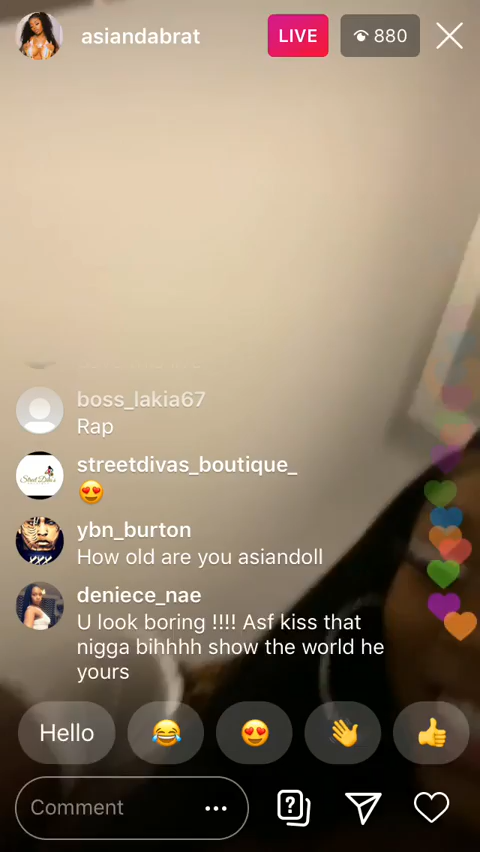 asiandabrat LIVE 880
boss_lakia67
Rap
streetdivas_boutique_
😍
ybn_burton
How old are you asiandoll
deniece_nae
U look boring !!!! Asf kiss that
nigga bihhhh show the world he
yours
Hello 😂 😍 👋 👍
Comment